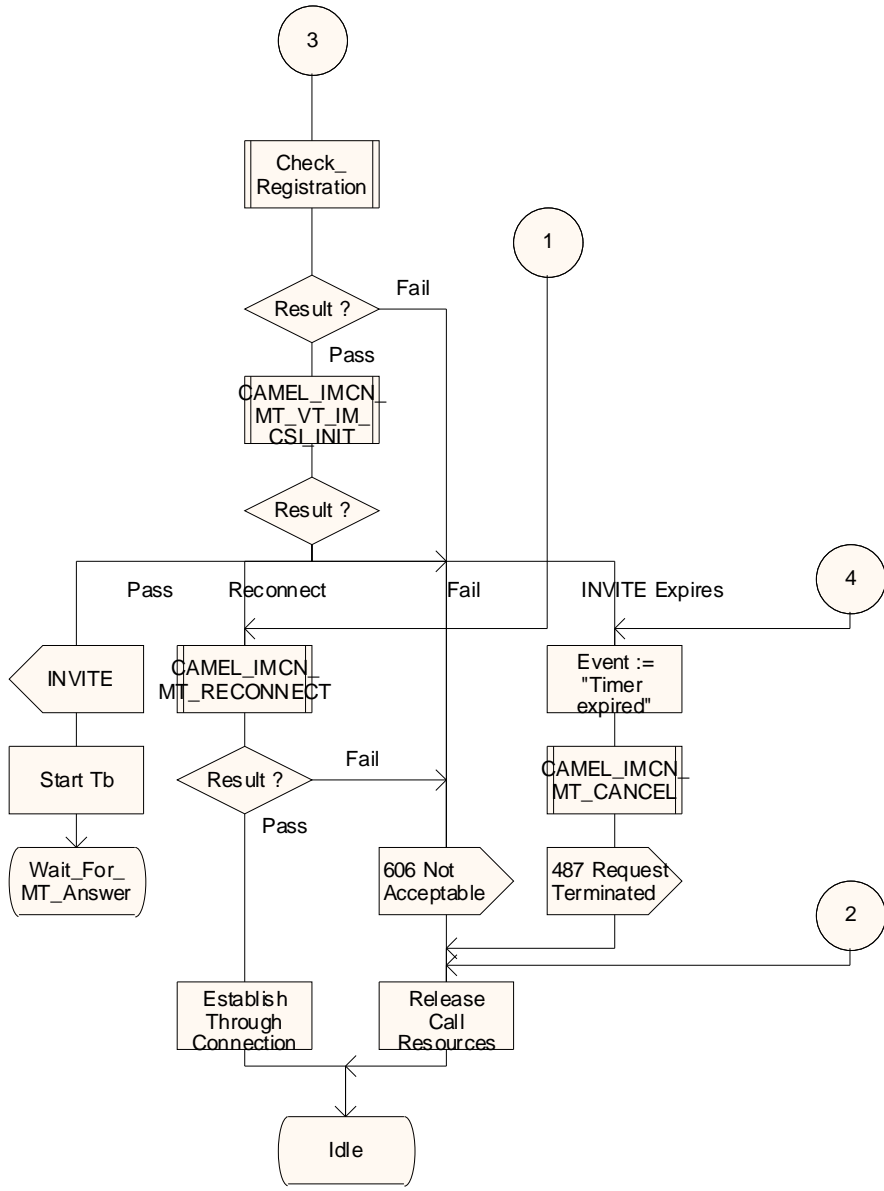 3
Check_
Registration
1
Result ?
Fail
Pass
CAMEL_IMCN_
MT_VT_IM_
CSI_INIT
Result ?
4
Pass
Reconnect
Fail
INVITE Expires
INVITE
CAMEL_IMCN_
MT_RECONNECT
Event :=
"Timer
expired"
Start Tb
Result ?
Fail
Pass
CAMEL_IMCN_
MT_CANCEL
Wait_For_
MT_Answer
606 Not
Acceptable
487 Request
Terminated
2
Establish
Through
Connection
Release
Call
Resources
Idle